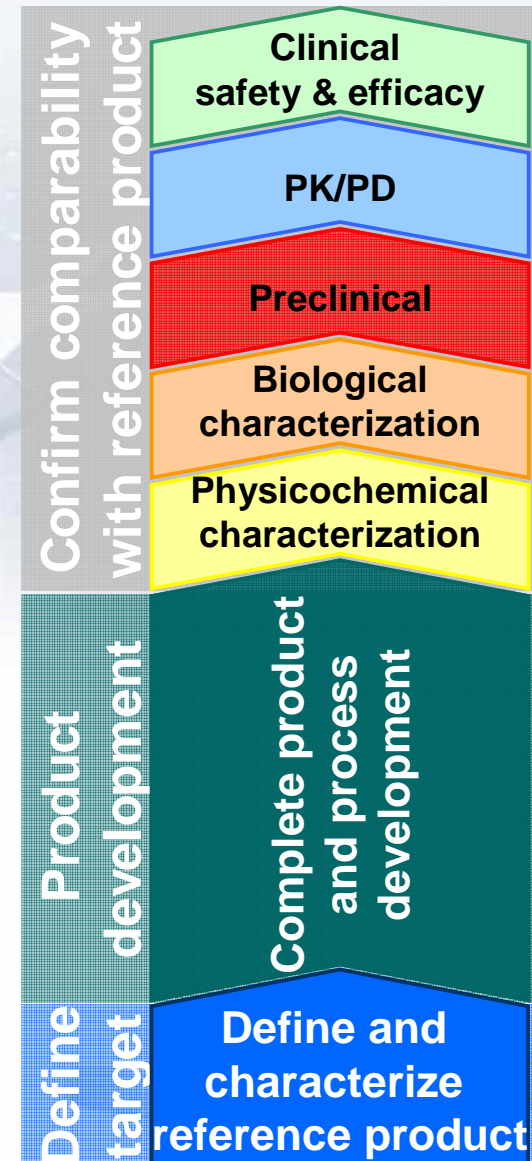 Confirm comparability
with reference product
Clinical
safety & efficacy
PK/PD
Preclinical
Biological
characterization
Physicochemical
characterization
Product
development
Complete product
and process
development
Define
target
Define and
characterize
reference product